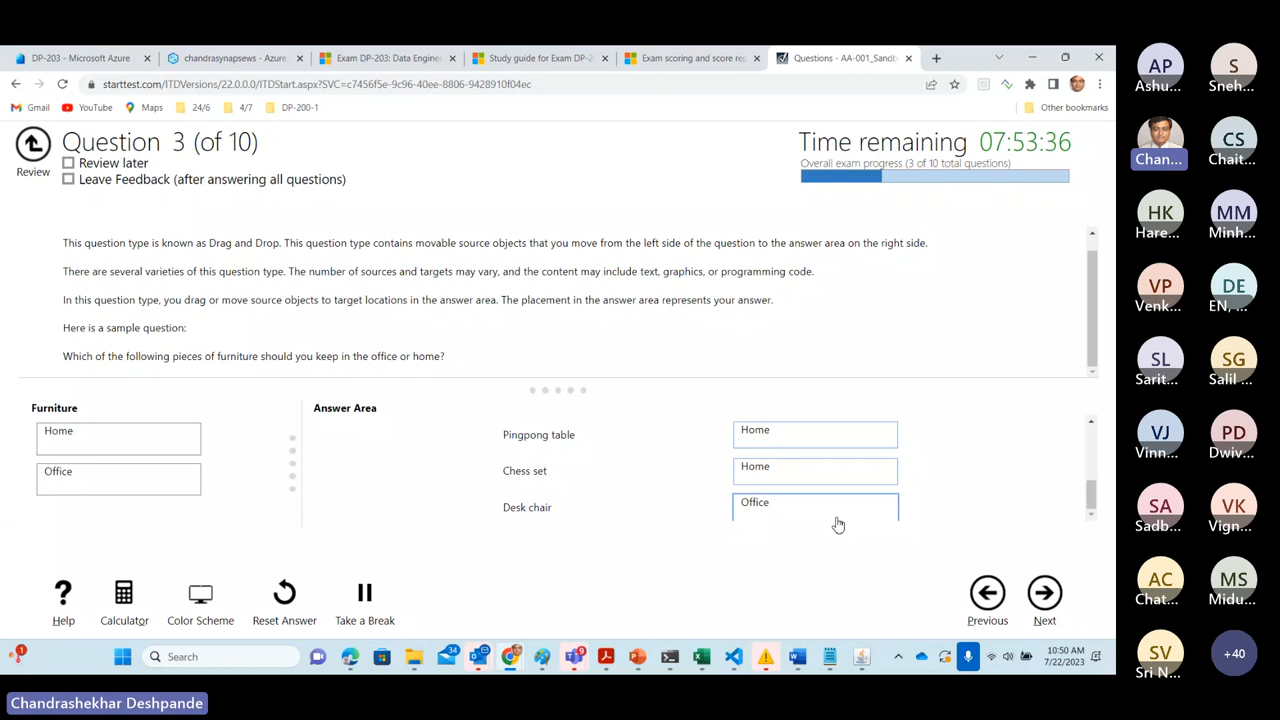 DP-203 - Microsoft Azure
chandrasynapsews - Azure
Exam DP-203: Data Enginee
Study guide for Exam DP-2
Exam scoring and score rep
Questions - AA-001_Sandb
starttest.com/ITDVersions/22.0.0.0/ITDStart.aspx?SVC=c7456f5e-9c96-40ee-8806-9428910f04ec
Gmail
YouTube
Maps
24/6
4/7
DP-200-1
Other bookmarks
Review
Question 3 (of 10)
Review later
Leave Feedback (after answering all questions)
Time remaining 07:53:36
Overall exam progress (3 of 10 total questions)
This question type is known as Drag and Drop. This question type contains movable source objects that you move from the left side of the question to the answer area on the right side.
There are several varieties of this question type. The number of sources and targets may vary, and the content may include text, graphics, or programming code.
In this question type, you drag or move source objects to target locations in the answer area. The placement in the answer area represents your answer.
Here is a sample question:
Which of the following pieces of furniture should you keep in the office or home?
Furniture
Home
Office
Answer Area
Pingpong table
Home
Chess set
Home
Desk chair
Office
Help
Calculator
Color Scheme
Reset Answer
Take a Break
Previous
Next
1
Search
34
9
10:50 AM
7/22/2023
AP
Ashu...
S
Sneh...
Chan...
CS
Chait...
HK
Hare...
MM
Minh...
VP
Venk...
DE
EN, ...
SL
Sarit...
SG
Salil ...
VJ
Vinn...
PD
Dwiv...
SA
Sadb...
VK
Vign...
AC
Chat...
MS
Midu...
SV
Sri N...
+40
Chandrashekhar Deshpande